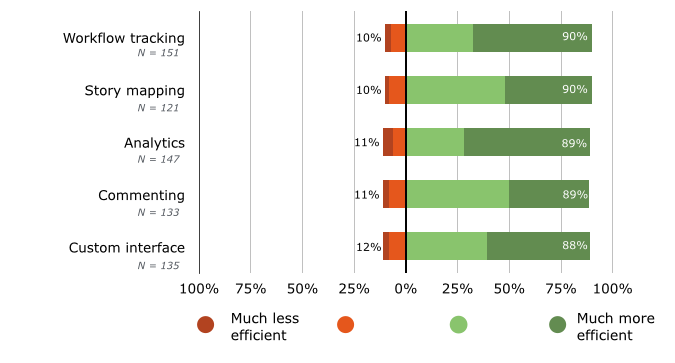 Workflow tracking
N = 151
10%
90%
Story mapping
N = 121
10%
90%
Analytics
N = 147
11%
89%
Commenting
N = 133
11%
89%
Custom interface
N = 135
12%
88%
100% 75% 50% 25% 0% 25% 50% 75% 100%
Much less
efficient
Much more
efficient